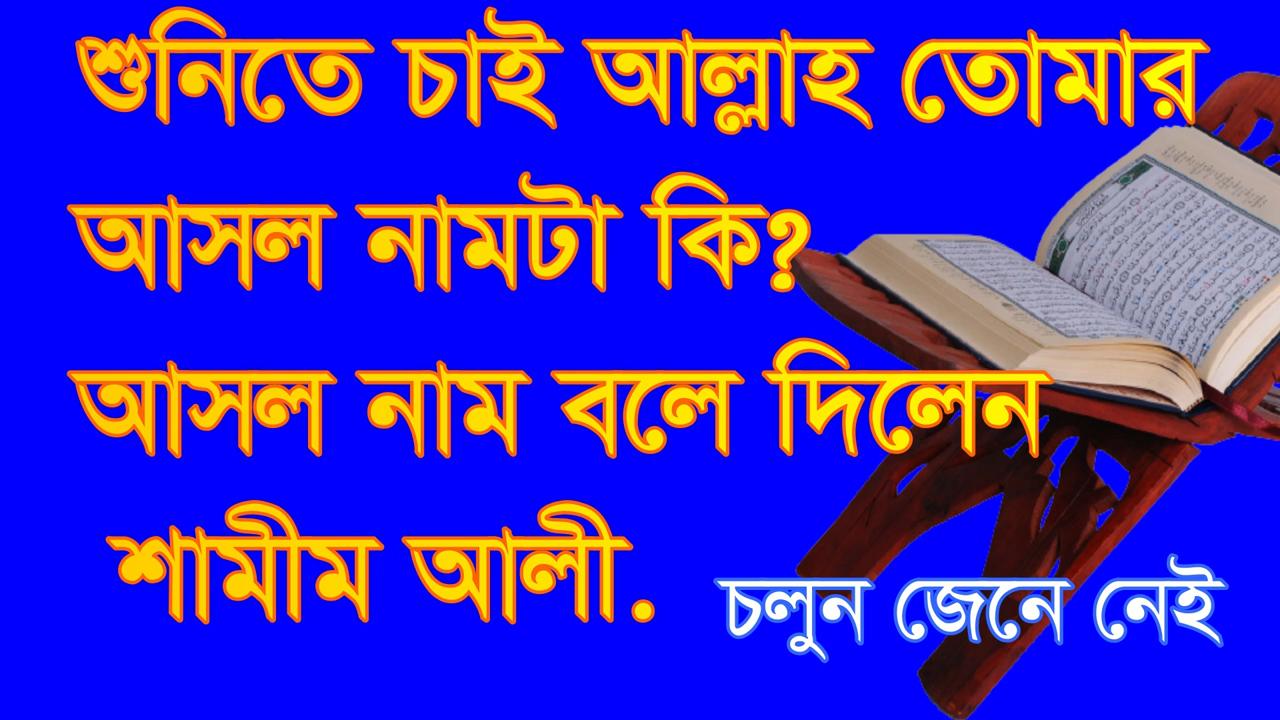 শুনিতে চাই আল্লাহ তোমার
আসল নামটা কি?
আসল নাম বলে দিলেন
শামীম আলী.
চলুন জেনে নেই